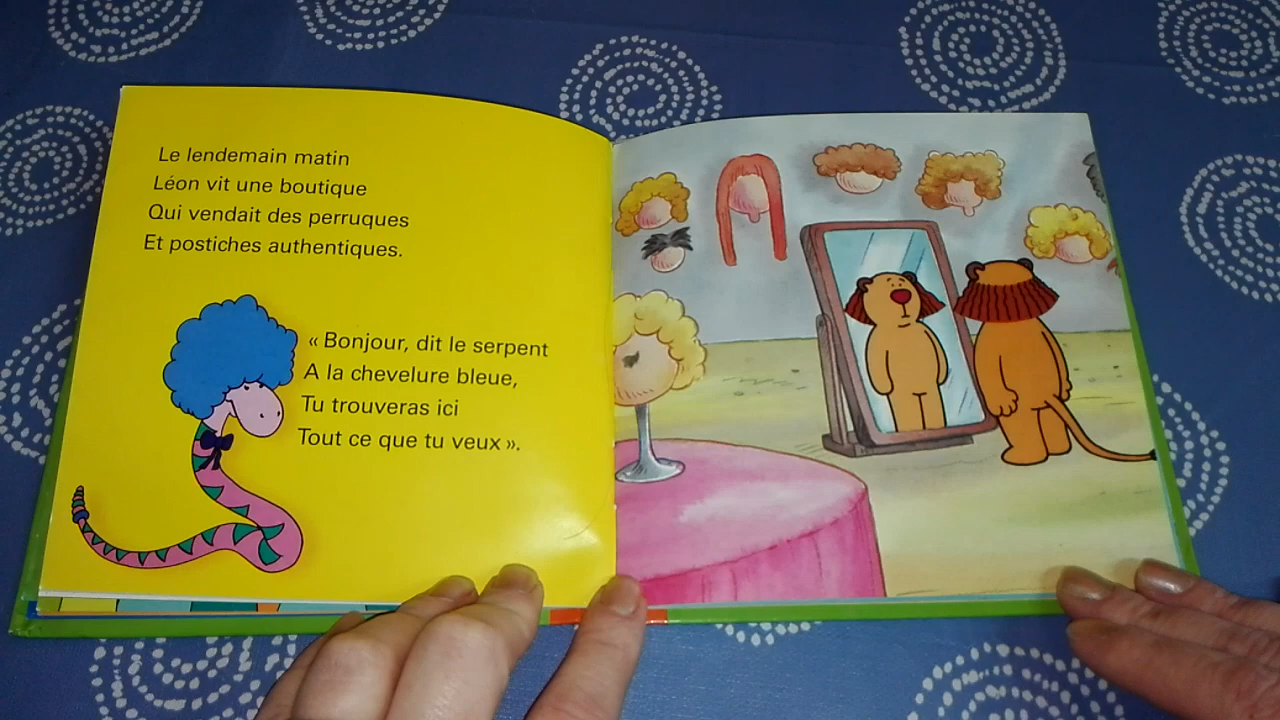 Le lendemain matin
Léon vit une boutique
Qui vendait des perruques
Et postiches authentiques.
« Bonjour, dit le serpent
A la chevelure bleue,
Tu trouveras ici
Tout ce que tu veux ».